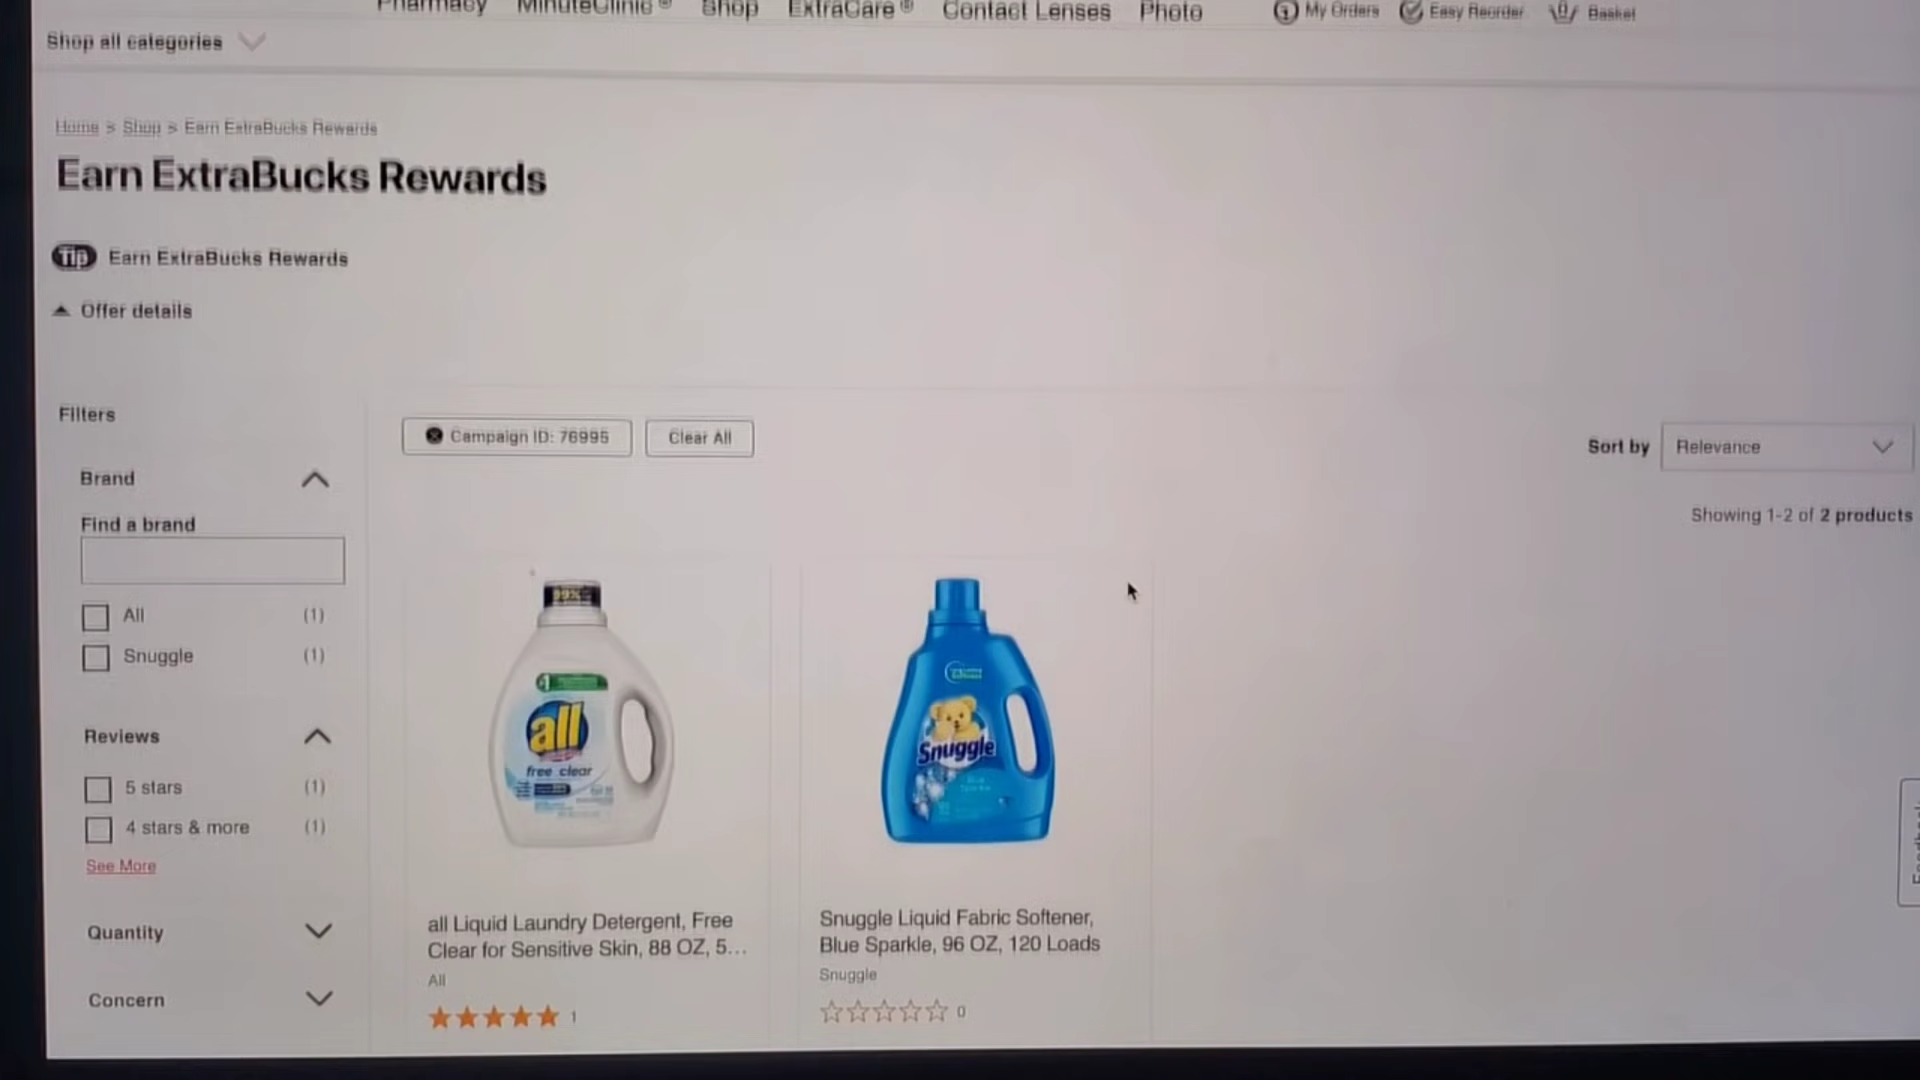 Pharmacy MinuteClinic® Shop ExtraCare® Contact Lenses Photo My Orders Easy Reorder Basket
Shop all categories
Home > Shop > Earn ExtraBucks Rewards
Earn ExtraBucks Rewards
Tip Earn ExtraBucks Rewards
Offer details
Filters
Campaign ID: 76995 Clear All
Sort by Relevance
Brand
Showing 1-2 of 2 products
Find a brand
All (1)
Snuggle (1)
Reviews
5 stars (1)
4 stars & more (1)
See More
Quantity
Concern
99%
#1
all
free clear
Snuggle
all Liquid Laundry Detergent, Free
Clear for Sensitive Skin, 88 OZ, 5...
All
1
Snuggle Liquid Fabric Softener,
Blue Sparkle, 96 OZ, 120 Loads
Snuggle
0